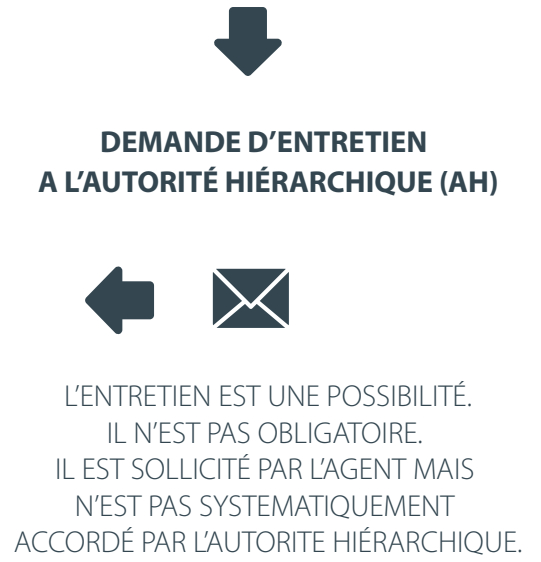 DEMANDE D’ENTRETIEN
A L’AUTORITÉ HIÉRARCHIQUE (AH)
L’ENTRETIEN EST UNE POSSIBILITÉ.
IL N’EST PAS OBLIGATOIRE.
IL EST SOLLICITÉ PAR L’AGENT MAIS
N’EST PAS SYSTEMATIQUEMENT
ACCORDÉ PAR L’AUTORITE HIÉRARCHIQUE.